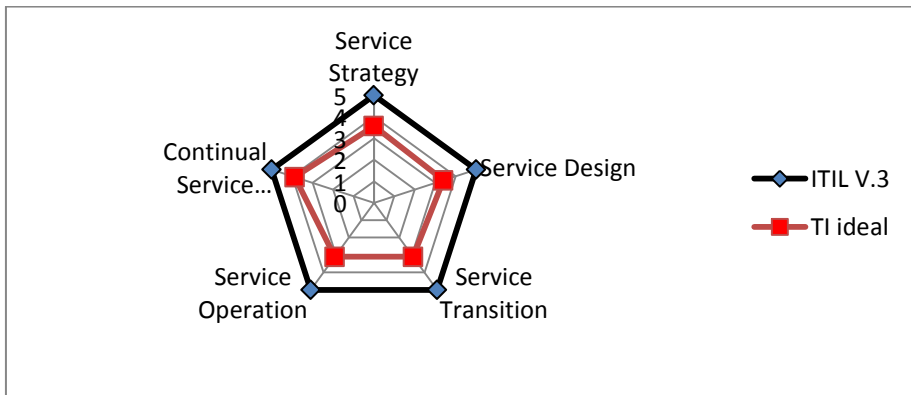 Service
Strategy
5
4
3
2
1
0
Service Design
Service
Transition
Service
Operation
Continual
Service...
ITIL V.3
TI ideal